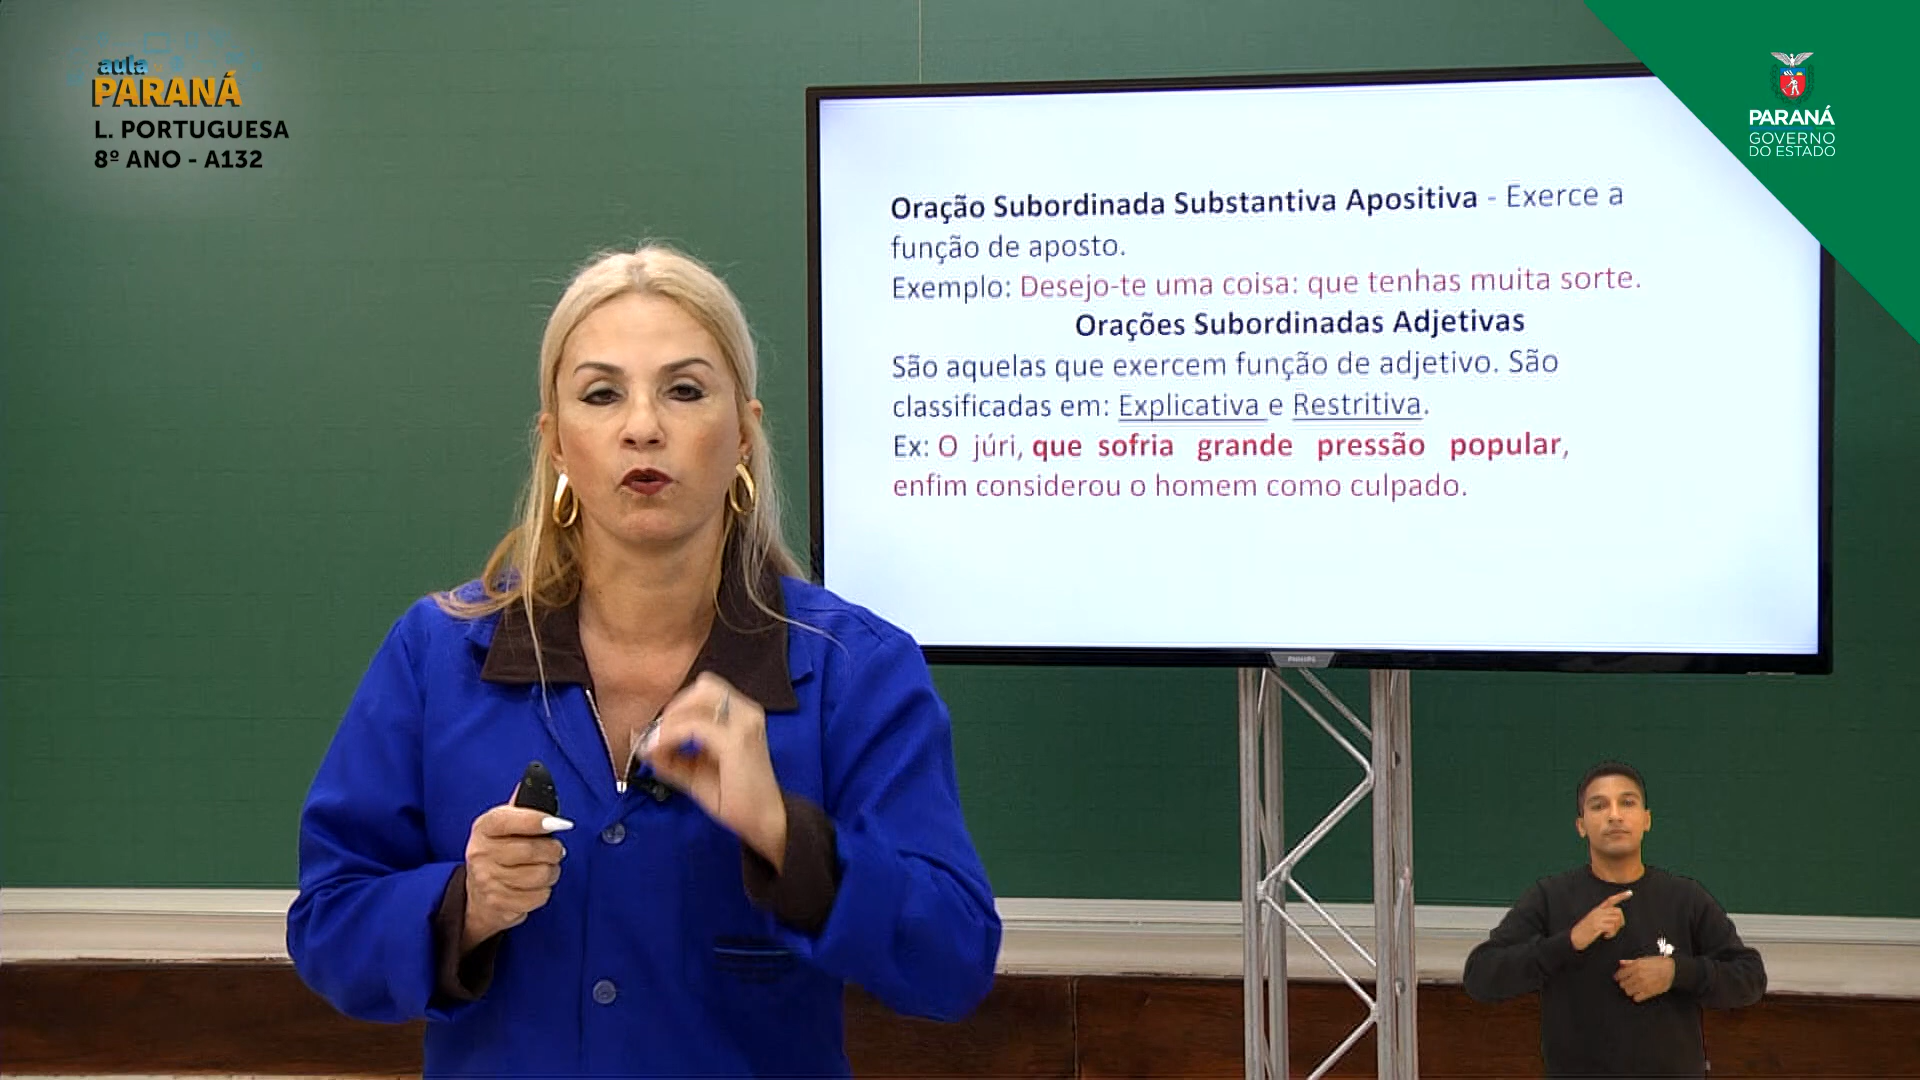 aula
PARANÁ
L. PORTUGUESA
8º ANO - A132
PARANÁ
GOVERNO
DO ESTADO
Oração Subordinada Substantiva Apositiva - Exerce a
função de aposto.
Exemplo: Desejo-te uma coisa: que tenhas muita sorte.
Orações Subordinadas Adjetivas
São aquelas que exercem função de adjetivo. São
classificadas em: Explicativa e Restritiva.
Ex: O júri, que sofria grande pressão popular,
enfim considerou o homem como culpado.
PHILIPS